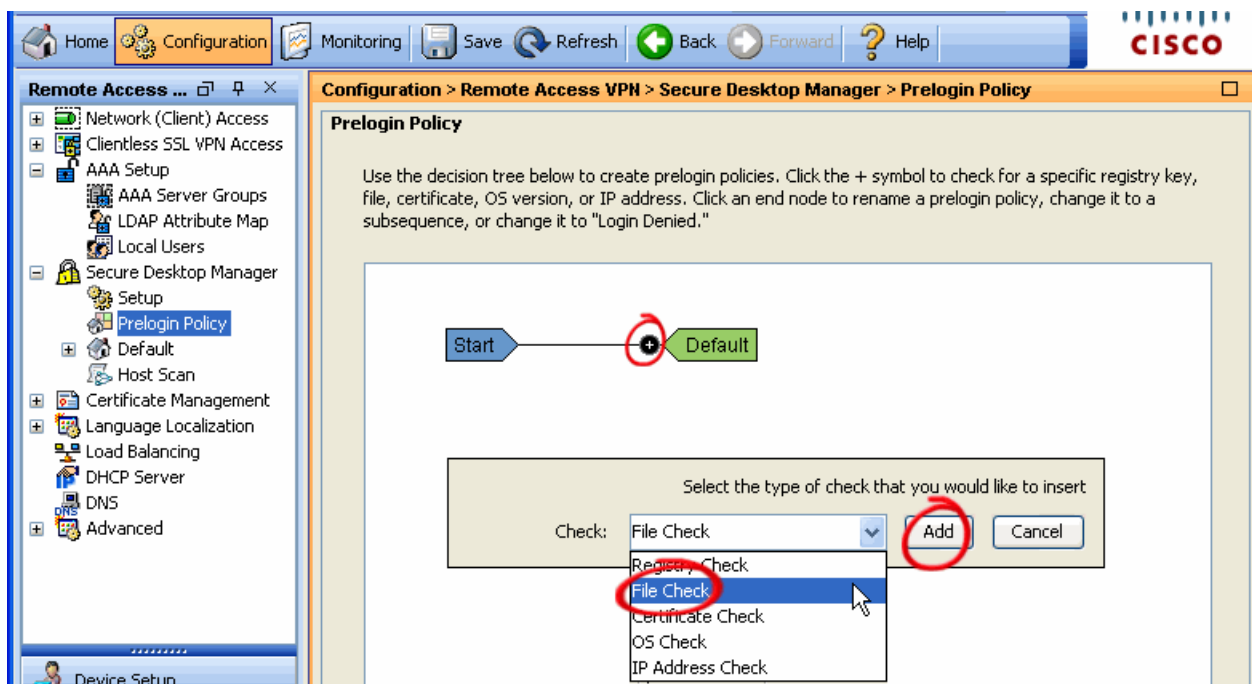 Home Configuration Monitoring Save Refresh Back Forward Help
CISCO
Remote Access ...
Network (Client) Access
Clientless SSL VPN Access
AAA Setup
AAA Server Groups
LDAP Attribute Map
Local Users
Secure Desktop Manager
Setup
Prelogin Policy
Default
Host Scan
Certificate Management
Language Localization
Load Balancing
DHCP Server
DNS
Advanced
Device Setup
Configuration > Remote Access VPN > Secure Desktop Manager > Prelogin Policy
Prelogin Policy
Use the decision tree below to create prelogin policies. Click the + symbol to check for a specific registry key,
file, certificate, OS version, or IP address. Click an end node to rename a prelogin policy, change it to a
subsequence, or change it to "Login Denied."
Start + Default
Select the type of check that you would like to insert
Check: File Check Add Cancel
Registry Check
File Check
Certificate Check
OS Check
IP Address Check